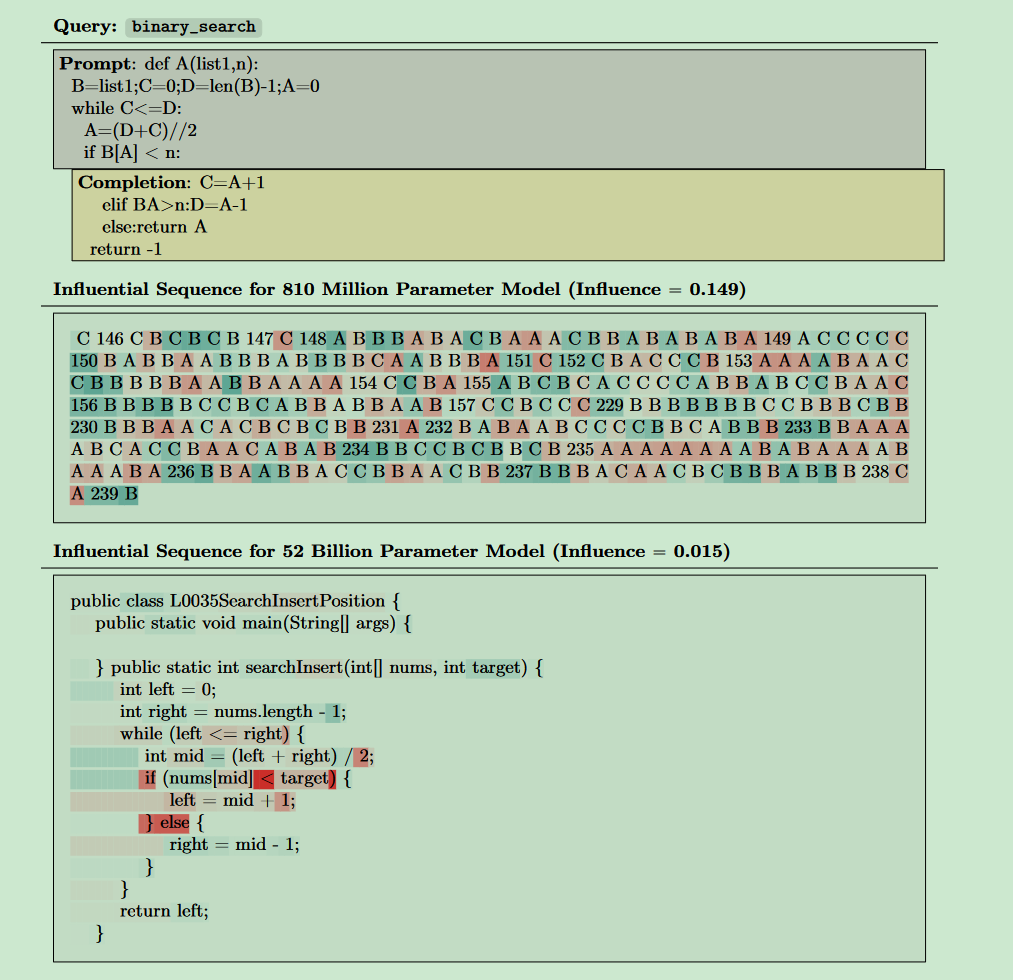 Query: binary_search
Prompt: def A(list1,n):
B=list1;C=0;D=len(B)-1;A=0
while C<=D:
A=(D+C)//2
if B[A] < n:
Completion: C=A+1
elif BA>n:D=A-1
else:return A
return -1
Influential Sequence for 810 Million Parameter Model (Influence = 0.149)
C 146 C B C B C B 147 C 148 A B B B A B A C B A A A C B B A B A B A B A 149 A C C C C C
150 B A B B A A B B B A B B B B C A A B B B A 151 C 152 C B A C C C B 153 A A A A B A A C
C B B B B B A A B B A A A A 154 C C B A 155 A B C B C A C C C C A B B A B C C B A A C
156 B B B B B C C B C A B B A B B A A B 157 C C B C C C 229 B B B B B B B C C B B B C B B
230 B B B A A C A C B C B C B B 231 A 232 B A B A A B C C C C B B C A B B B 233 B B A A A
A B C A C C B A A C A B A B 234 B B C C B C B B B C B 235 A A A A A A A A B A B A A A B
A A A B A 236 B B A A B B A C C B B A A C B B 237 B B B A C A A C B C B B B A B B B 238 C
A 239 B
Influential Sequence for 52 Billion Parameter Model (Influence = 0.015)
public class L0035SearchInsertPosition {
public static void main(String[] args) {
} public static int searchInsert(int[] nums, int target) {
int left = 0;
int right = nums.length - 1;
while (left <= right) {
int mid = (left + right) / 2;
if (nums[mid] < target) {
left = mid + 1;
} else {
right = mid - 1;
}
}
return left;
}